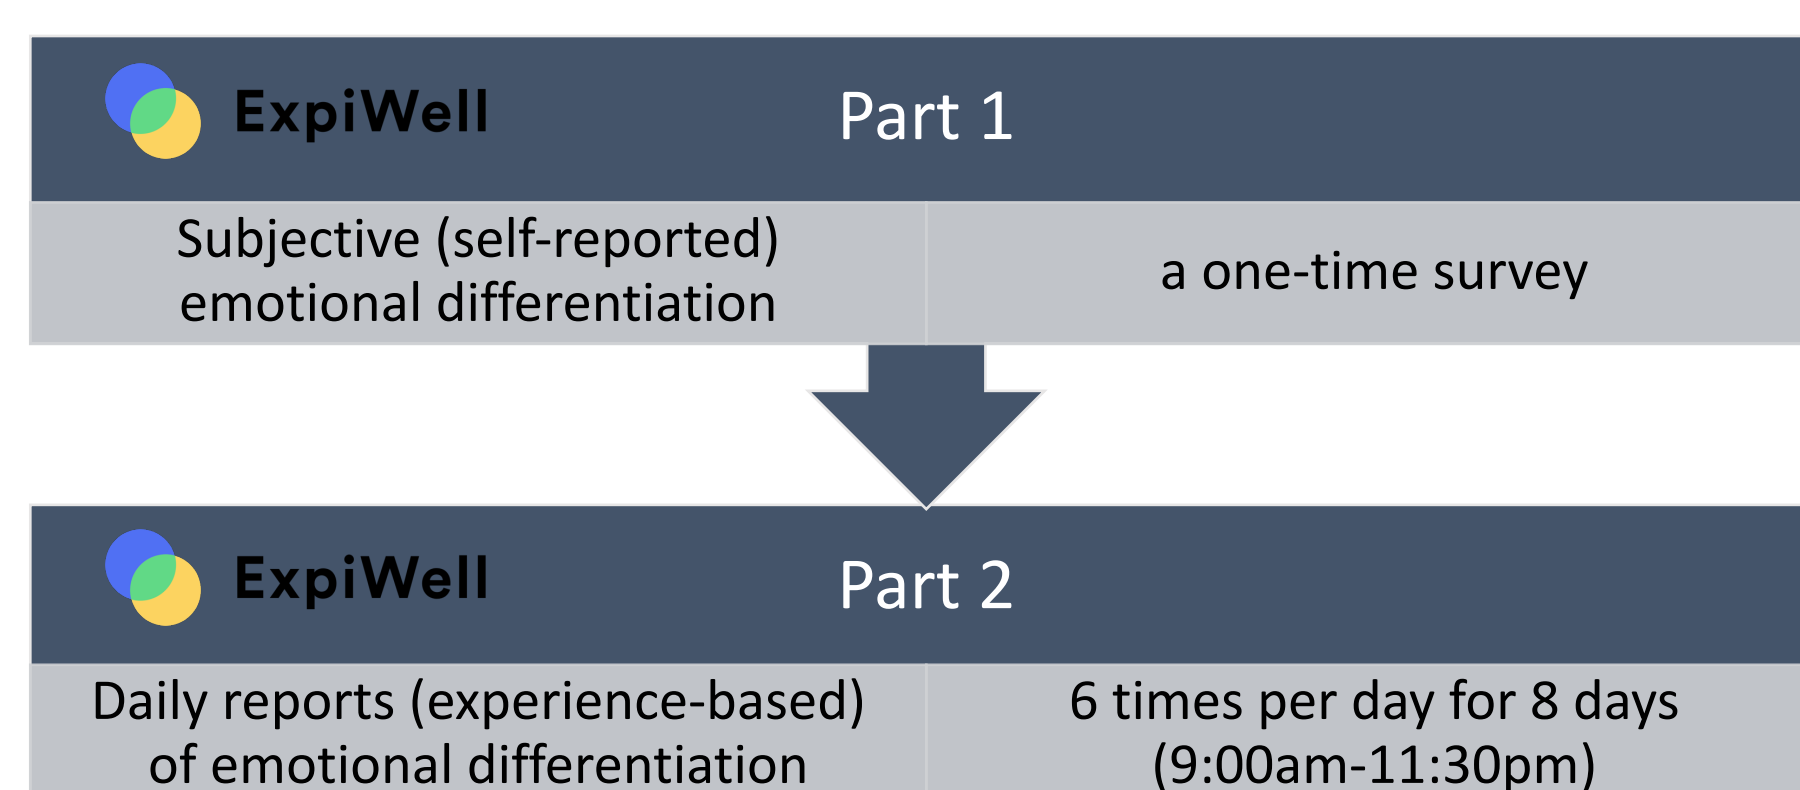 ExpiWell
Part 1
Subjective (self-reported)
emotional differentiation
a one-time survey
ExpiWell
Part 2
Daily reports (experience-based)
of emotional differentiation
6 times per day for 8 days
(9:00am-11:30pm)